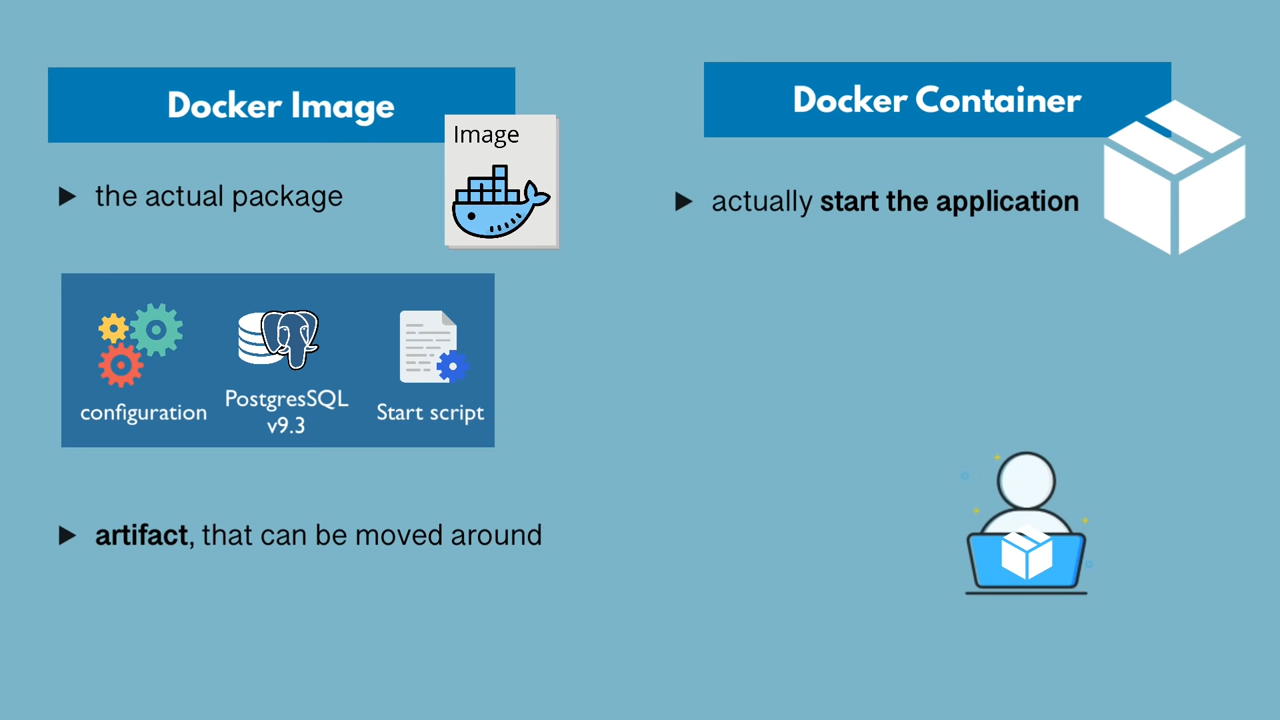 Docker Image
Image
the actual package
configuration
PostgresSQL
v9.3
Start script
artifact, that can be moved around
Docker Container
actually start the application